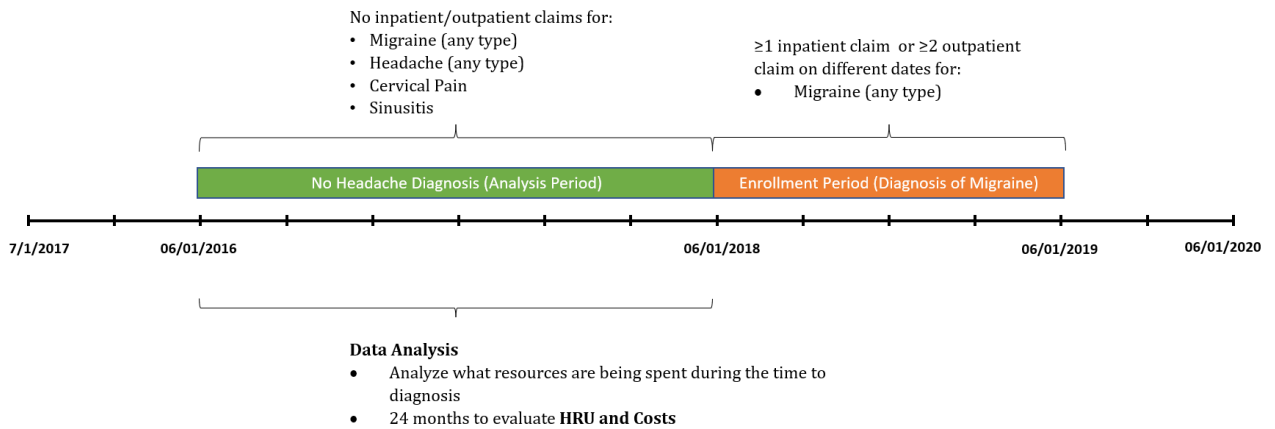 No inpatient/outpatient claims for:
• Migraine (any type)
• Headache (any type)
• Cervical Pain
• Sinusitis
≥1 inpatient claim or ≥2 outpatient
claim on different dates for:
• Migraine (any type)
No Headache Diagnosis (Analysis Period)
Enrollment Period (Diagnosis of Migraine)
7/1/2017
06/01/2016
06/01/2018
06/01/2019
06/01/2020
Data Analysis
• Analyze what resources are being spent during the time to
diagnosis
• 24 months to evaluate HRU and Costs